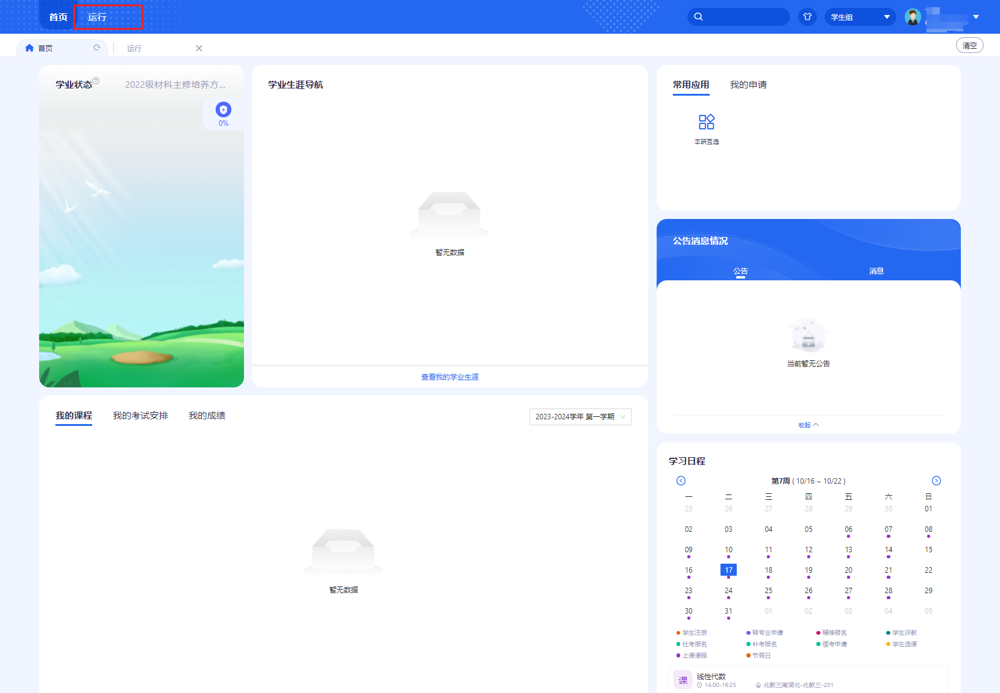 首页 运行 学生组
首页 运行 清空
学业状态 2022级材科主修培养方...
0%
学业生涯导航
暂无数据
查看我的学业生涯
常用应用 我的申请
本研互选
公告消息情况
公告 消息
当前暂无公告
收起
我的课程 我的考试安排 我的成绩 2023-2024学年 第一学期
暂无数据
学习日程
第7周 ( 10/16 ~ 10/22 )
一 二 三 四 五 六 日
25 26 27 28 29 30 01
02 03 04 05 06 07 08
09 10 11 12 13 14 15
16 17 18 19 20 21 22
23 24 25 26 27 28 29
30 31 01 02 03 04 05
学生注册 转专业申请 辅修报名 学生评教
社考报名 补考报名 缓考申请 学生选课
上课课程 节假日
课 线性代数
14:00-16:25 北教三南湖北-北教三-201